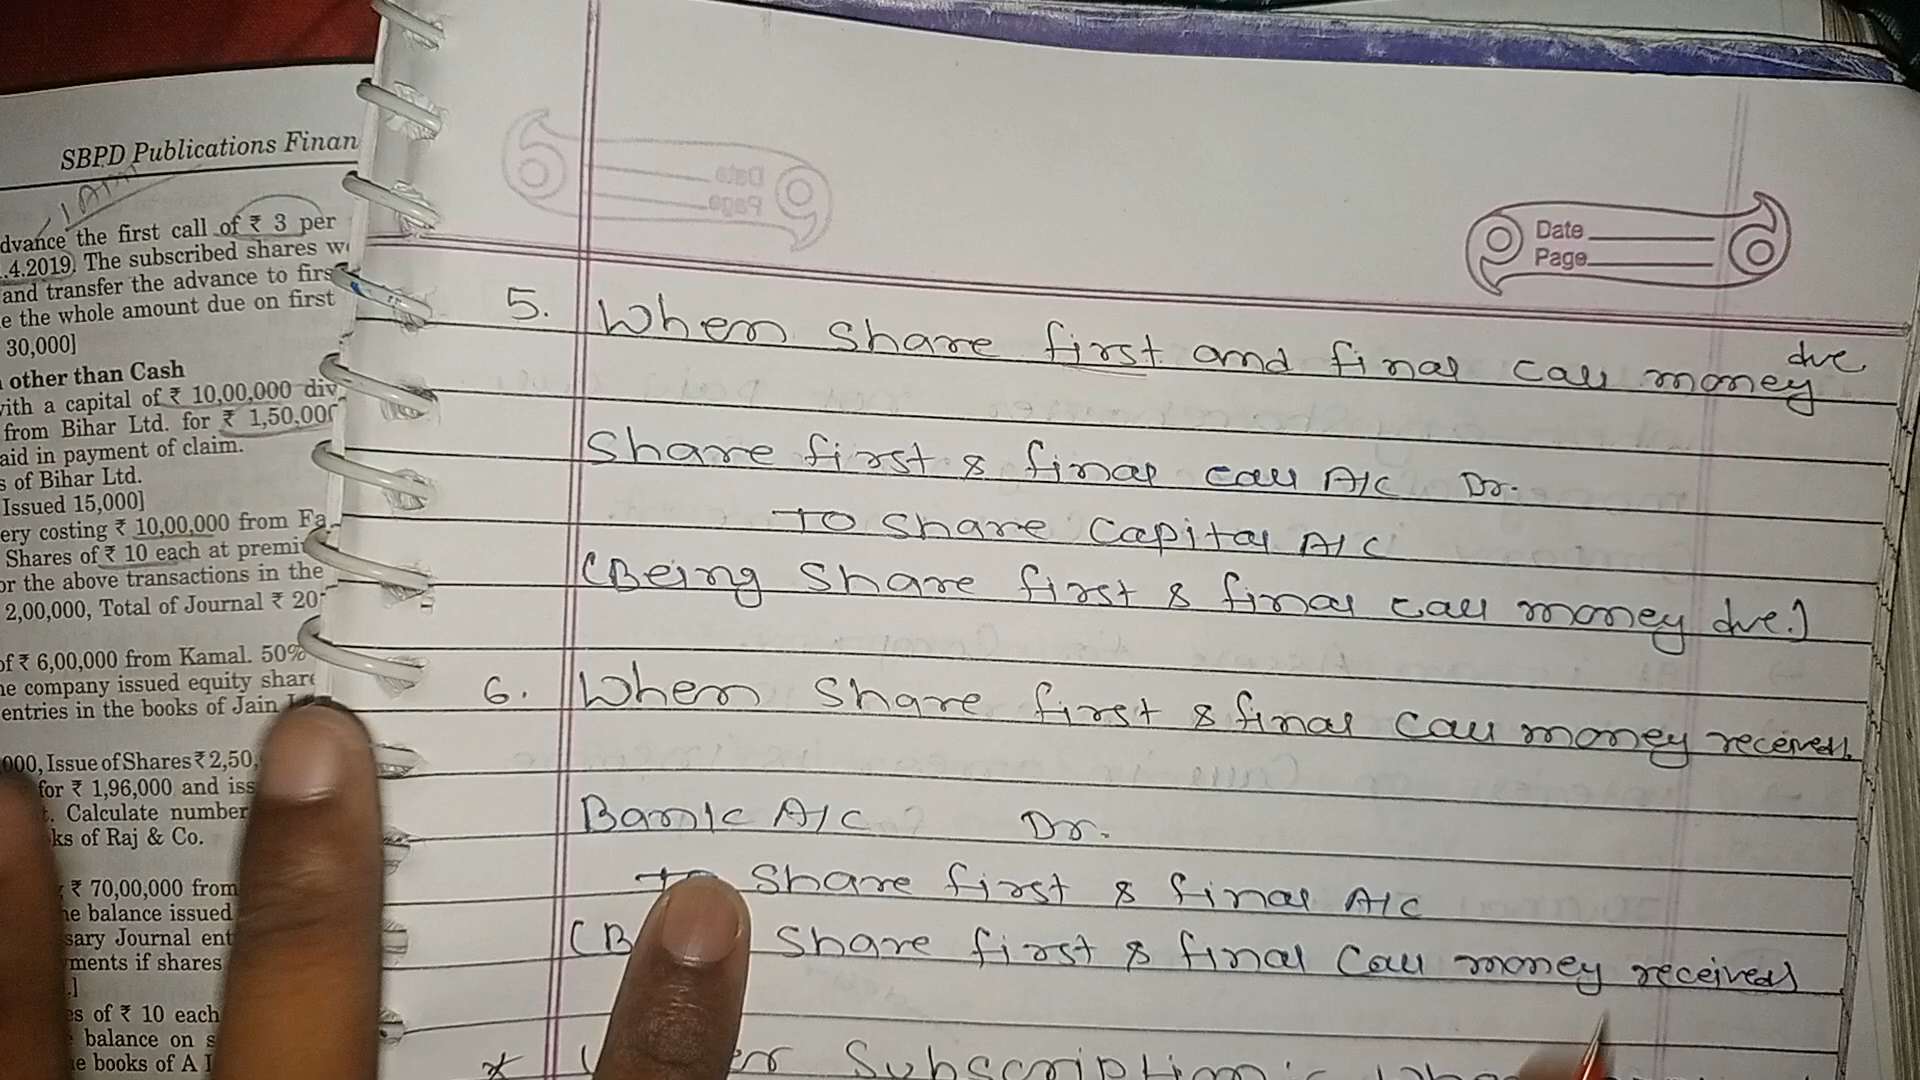 SBPD Publications Finan
dvance the first call of ₹ 3 per
.4.2019. The subscribed shares w
and transfer the advance to firs
e the whole amount due on first
30,000]
other than Cash
with a capital of ₹ 10,00,000 div
from Bihar Ltd. for ₹ 1,50,000
aid in payment of claim.
s of Bihar Ltd.
Issued 15,000]
ery costing ₹ 10,00,000 from Fa
Shares of ₹ 10 each at premi
or the above transactions in the
2,00,000, Total of Journal ₹ 20
of ₹ 6,00,000 from Kamal. 50%
he company issued equity share
entries in the books of Jain
000, Issue of Shares ₹ 2,50,
for ₹ 1,96,000 and iss
t. Calculate number
ks of Raj & Co.
₹ 70,00,000 from
he balance issued
sary Journal ent
ments if shares
.]
es of ₹ 10 each
balance on s
he books of A
Date
Page
5. When share first and final call money due
Share first & final call A/C Dr.
To Share Capital A/C
(Being Share first & final call money due.)
6. When Share first & final call money received.
Bank A/C Dr.
To Share first & final A/C
(B Share first & final Call money received)
* er Subscription: